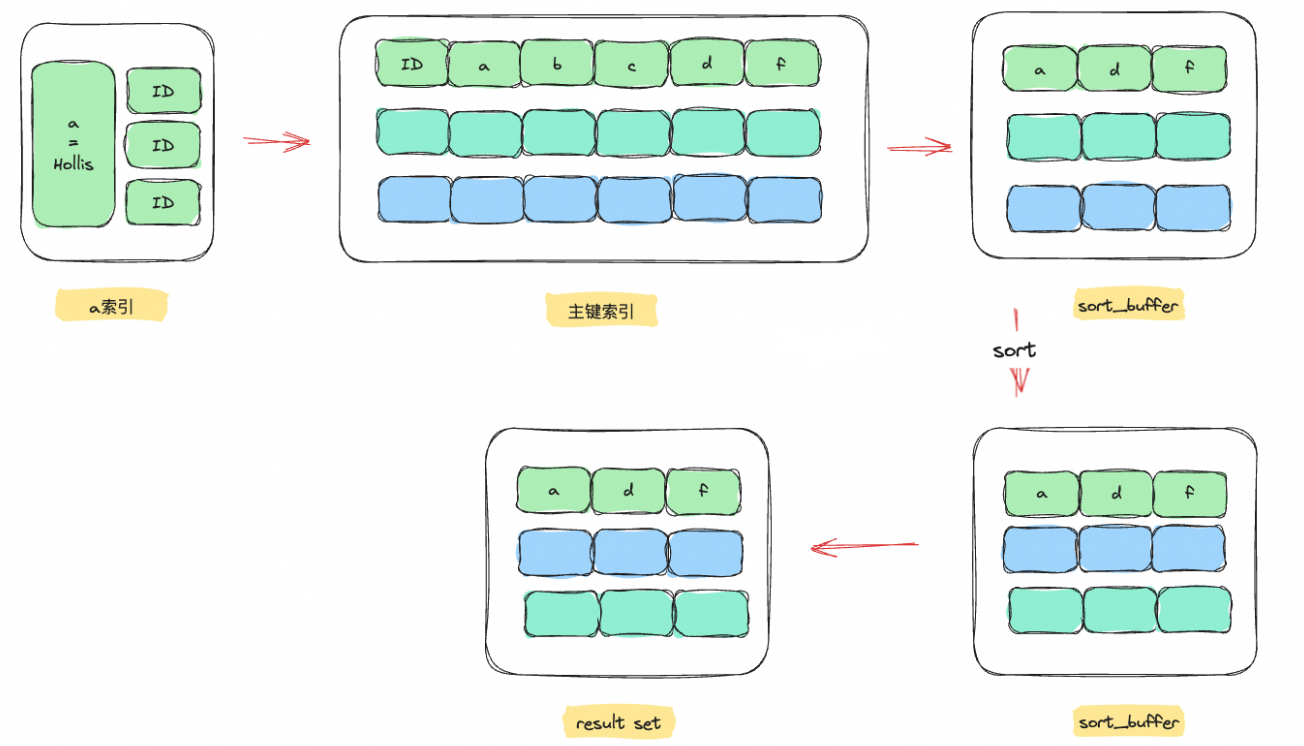 a
=
Hollis
ID
ID
ID
a索引
ID a b c d f
主键索引
a d f
sort_buffer
sort
a d f
result set
a d f
sort_buffer